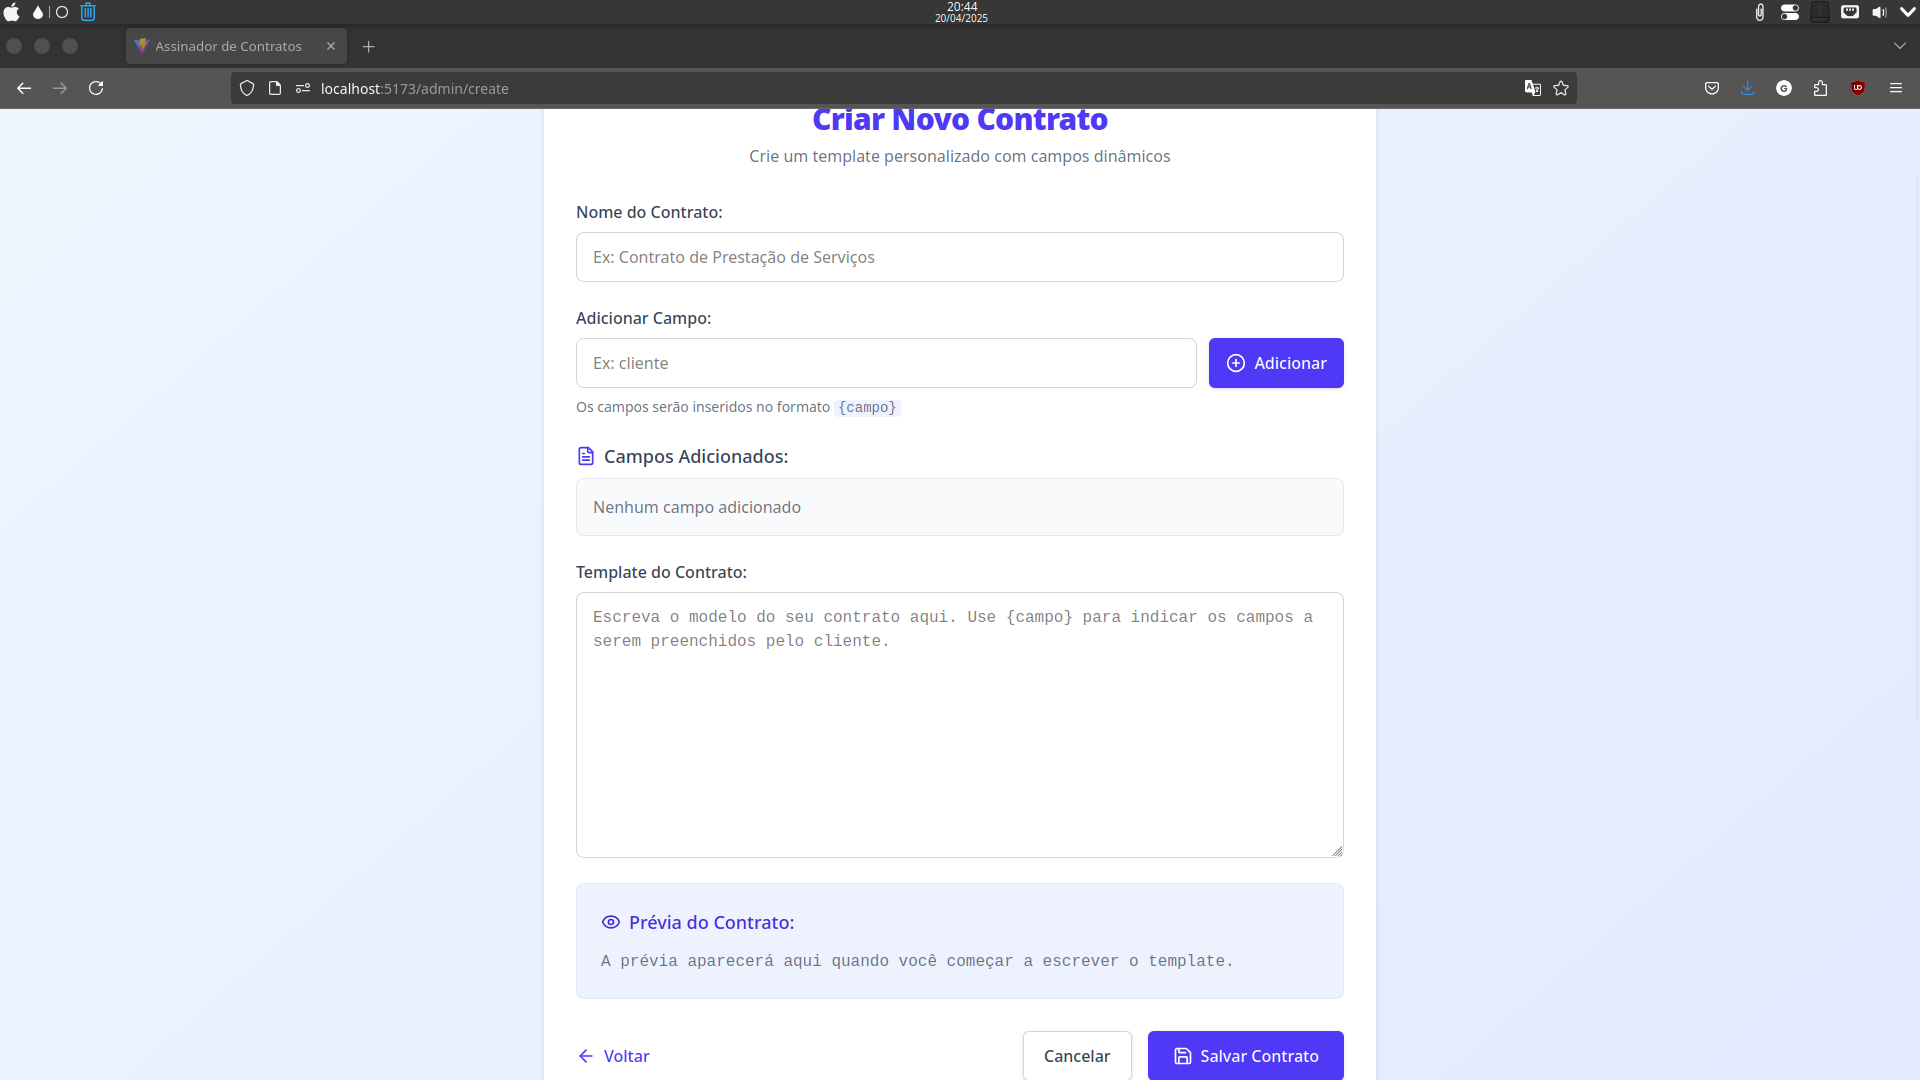 20:44
20/04/2025
Assinador de Contratos
localhost:5173/admin/create
Criar Novo Contrato
Crie um template personalizado com campos dinâmicos
Nome do Contrato:
Ex: Contrato de Prestação de Serviços
Adicionar Campo:
Ex: cliente
Adicionar
Os campos serão inseridos no formato {campo}
Campos Adicionados:
Nenhum campo adicionado
Template do Contrato:
Escreva o modelo do seu contrato aqui. Use {campo} para indicar os campos a
serem preenchidos pelo cliente.
Prévia do Contrato:
A prévia aparecerá aqui quando você começar a escrever o template.
Voltar
Cancelar
Salvar Contrato